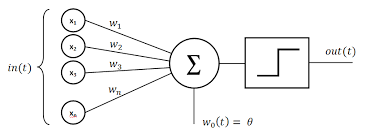 x₁
w₁
x₂
w₂
out(t)
in(t)
x₃
w₃
Σ
wₙ
xₙ
w₀(t) = θ